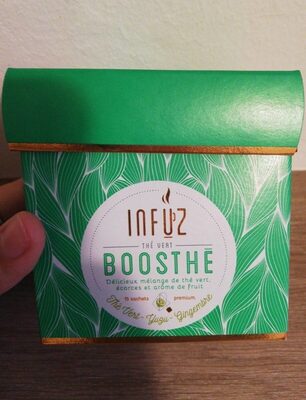 INFUZ
THÉ VERT
BOOSTHÉ
Délicieux mélange de thé vert,
écorces et arôme de fruit
15 sachets premium
Thé Vert - Yuzu - Gingembre